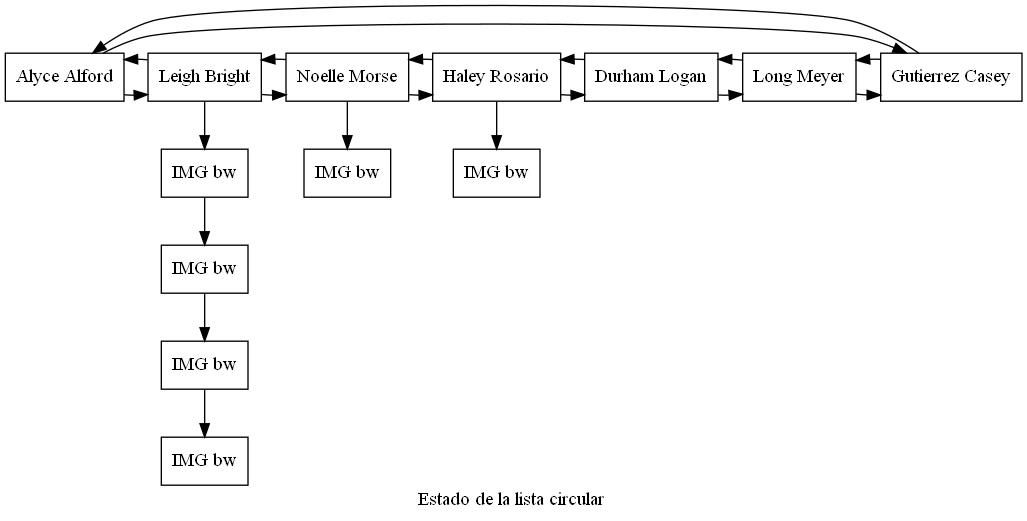 Alyce Alford
Leigh Bright
Noelle Morse
Haley Rosario
Durham Logan
Long Meyer
Gutierrez Casey
IMG bw
IMG bw
IMG bw
IMG bw
IMG bw
IMG bw
Estado de la lista circular